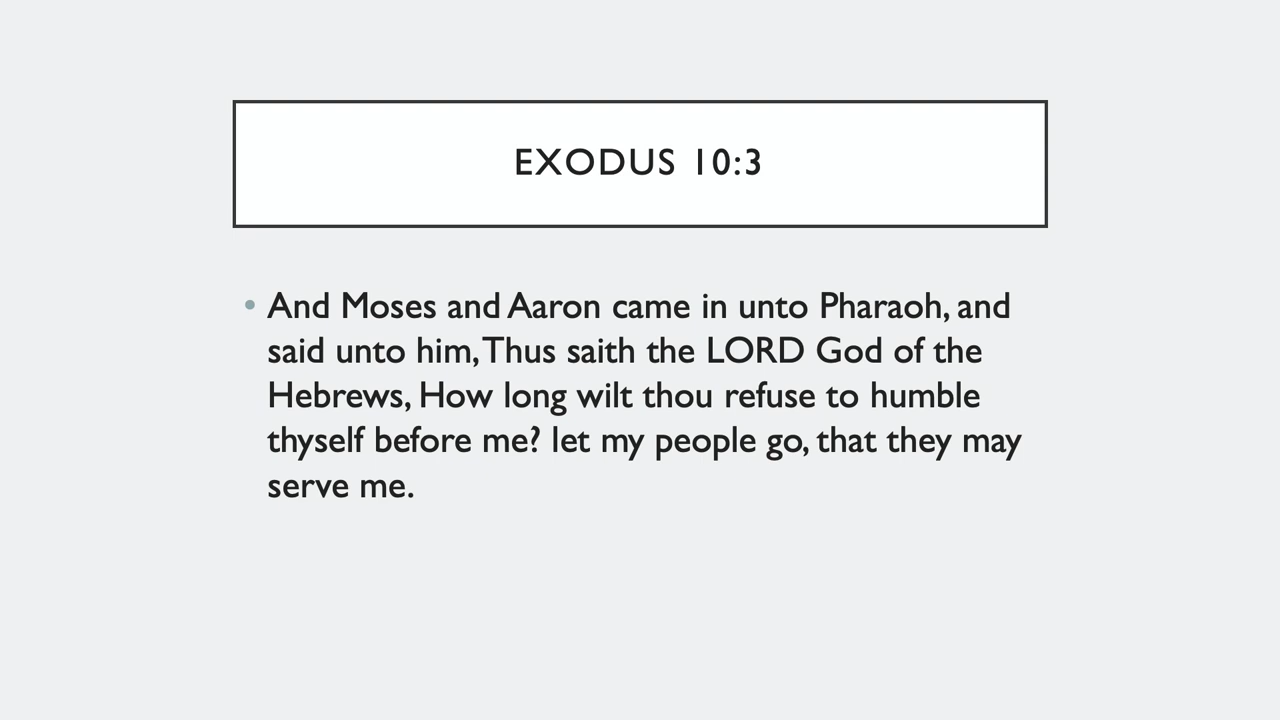 EXODUS 10:3
• And Moses and Aaron came in unto Pharaoh, and
said unto him, Thus saith the LORD God of the
Hebrews, How long wilt thou refuse to humble
thyself before me? let my people go, that they may
serve me.